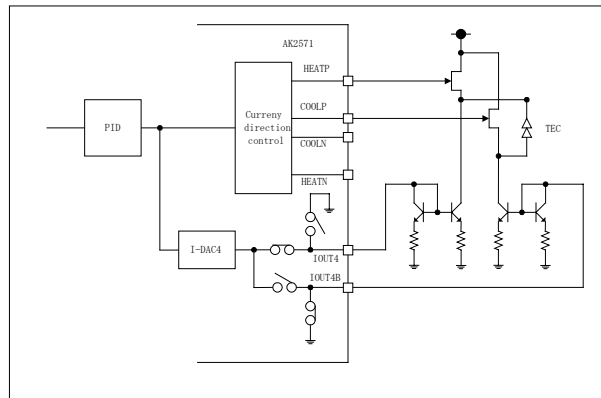 AK2571
HEATP
COOLP
COOLN
HEATN
PID
Curreny
direction
control
TEC
I-DAC4
IOUT4
IOUT4B